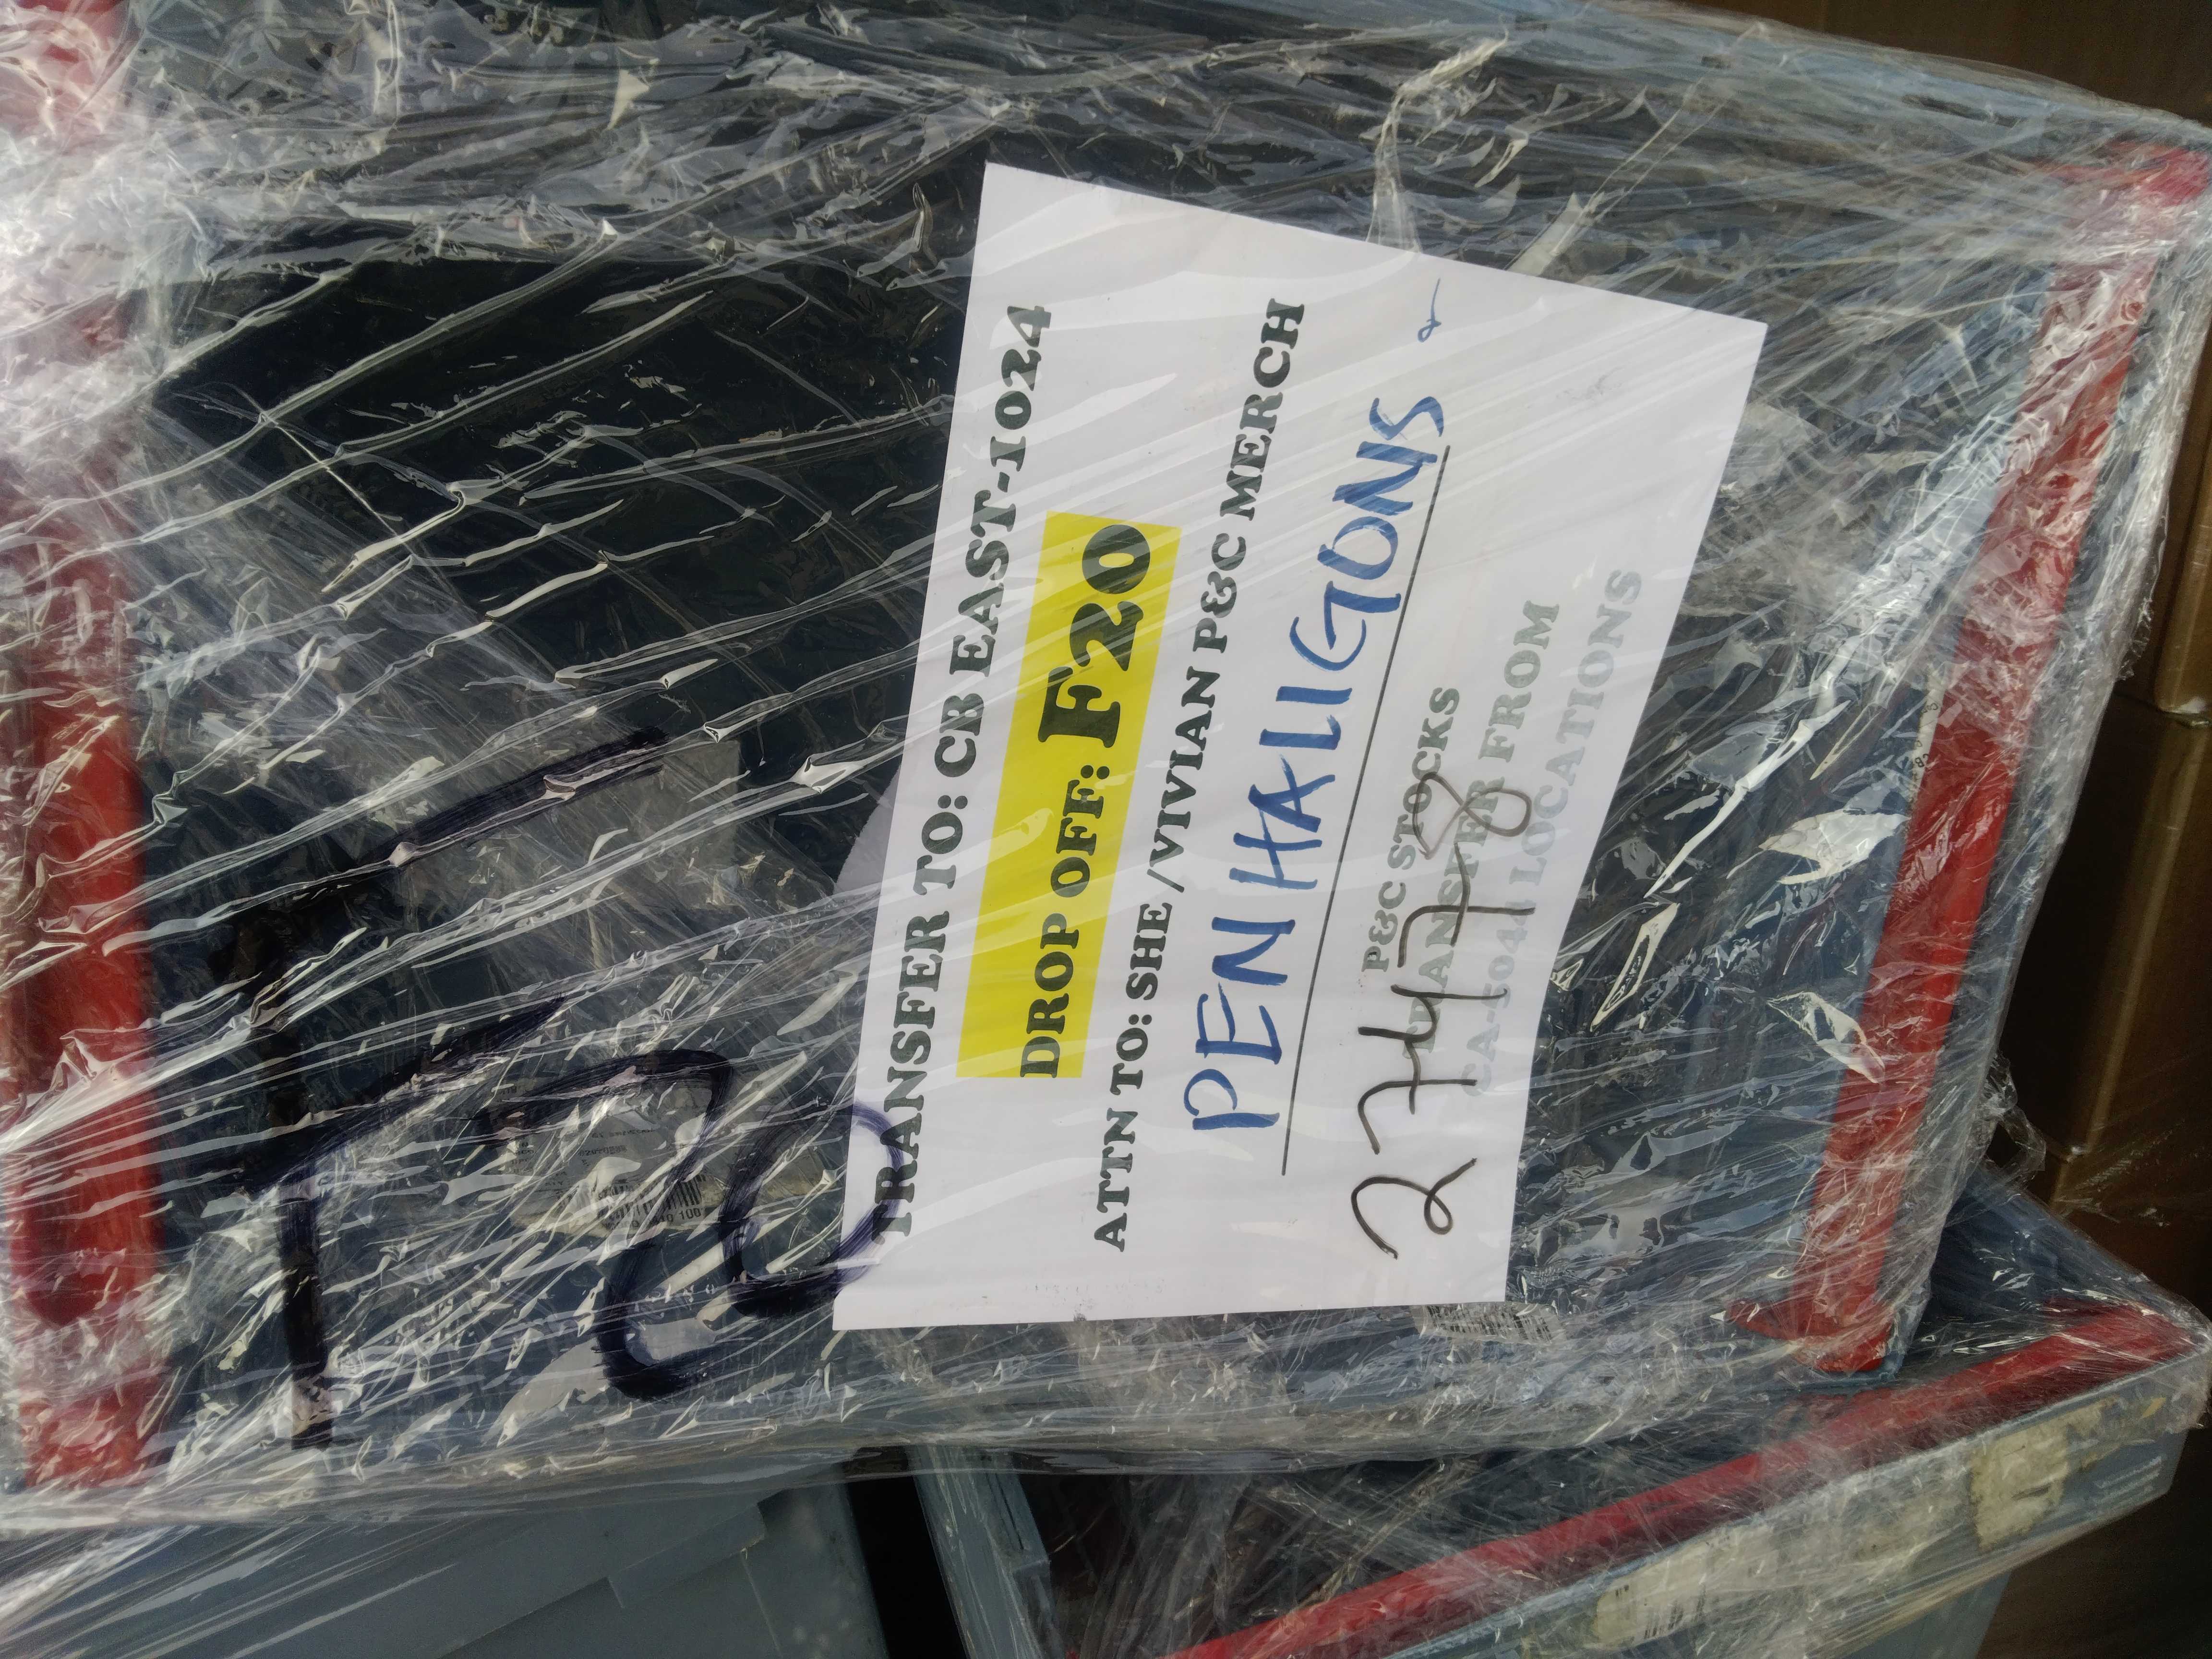 TRANSFER TO: CB EAST-1024
DROP OFF: F20
ATTN TO: SHE /VIVIAN P&C MERCH
PENHALIGONS
P&C STOCKS
TRANSFER FROM
LOCATIONS
F20